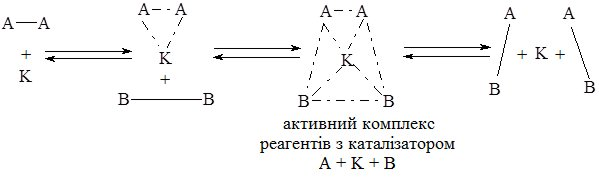 A—A
+
K
A - - A
K
+
B—B
A - - A
K
B B
активний комплекс
реагентів з каталізатором
А + K + B
A
B
+ K +
A
B